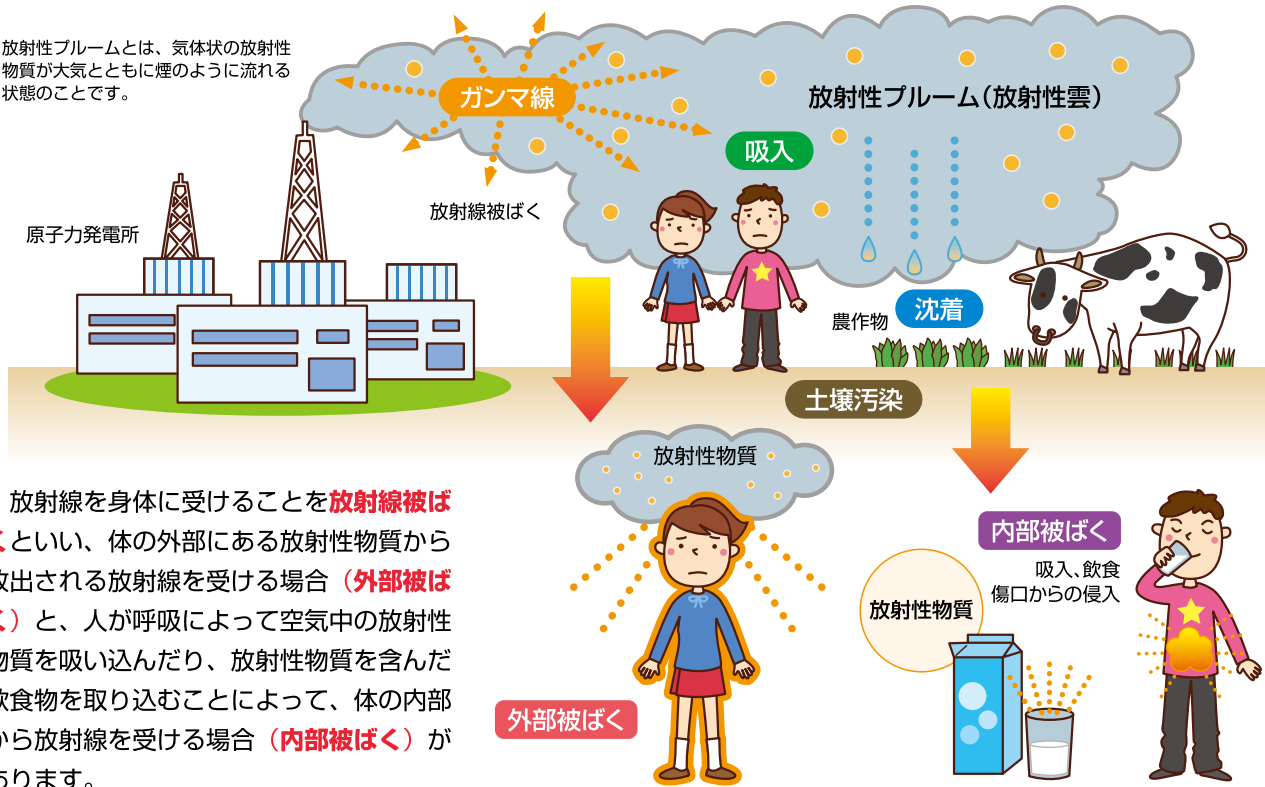 放射性プルームとは、気体状の放射性
物質が大気とともに煙のように流れる
状態のことです。
ガンマ線
放射性プルーム（放射性雲）
吸入
放射線被ばく
原子力発電所
農作物
沈着
土壌汚染
放射性物質
放射線を身体に受けることを放射線被ば
くといい、体の外部にある放射性物質から
放出される放射線を受ける場合（外部被ば
く）と、人が呼吸によって空気中の放射性
物質を吸い込んだり、放射性物質を含んだ
飲食物を取り込むことによって、体の内部
から放射線を受ける場合（内部被ばく）が
あります。
外部被ばく
内部被ばく
吸入、飲食
傷口からの侵入
放射性物質